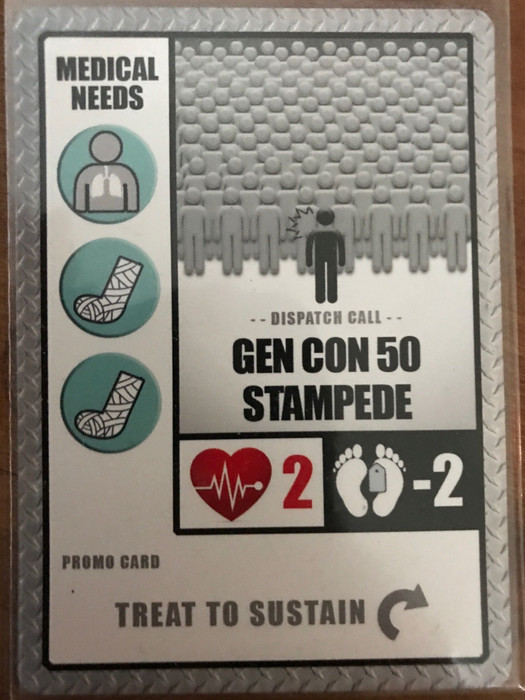 MEDICAL
NEEDS
- - DISPATCH CALL - -
GEN CON 50
STAMPEDE
2
-2
PROMO CARD
TREAT TO SUSTAIN